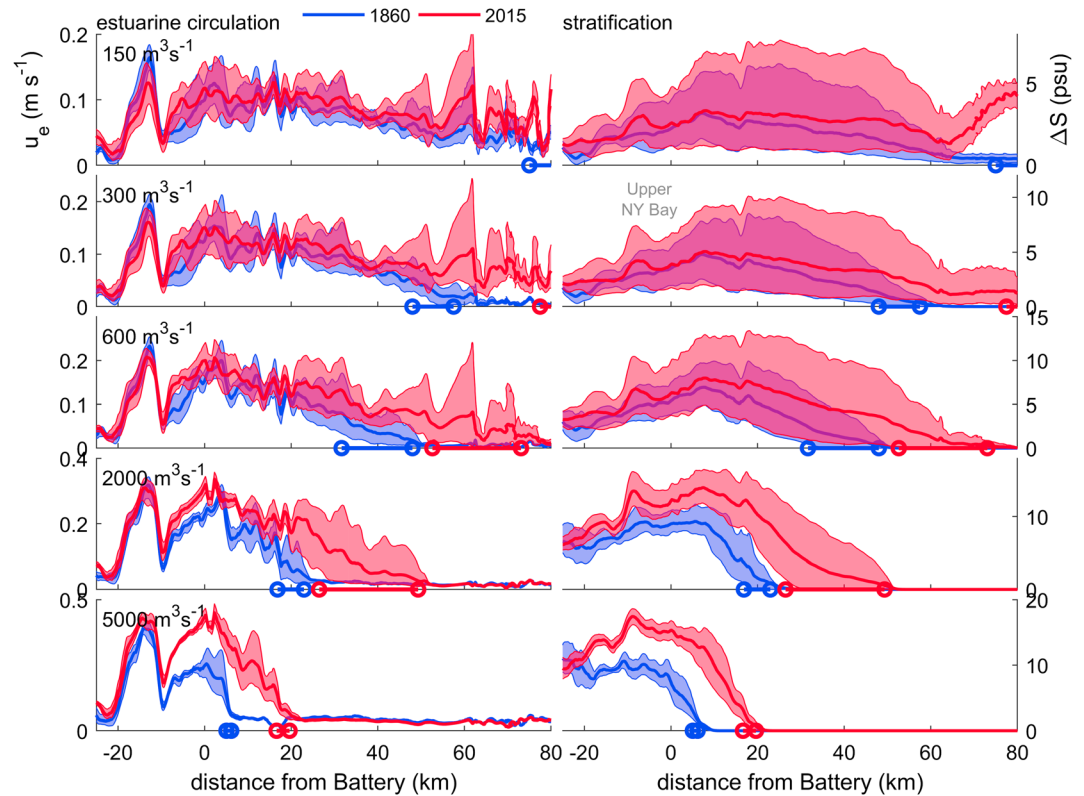 estuarine circulation 1860 2015 stratification
0.2 150 m³s⁻¹
0.1 5
0 0
u_e (m s⁻¹) ΔS (psu)
300 m³s⁻¹ Upper 10
0.2 NY Bay
0.1 5
0 0
600 m³s⁻¹ 15
0.2 10
0.1 5
0 0
0.4 2000 m³s⁻¹
0.2 10
0 0
0.5 5000 m³s⁻¹ 20
10
0 0
-20 0 20 40 60 80 -20 0 20 40 60 80
distance from Battery (km) distance from Battery (km)